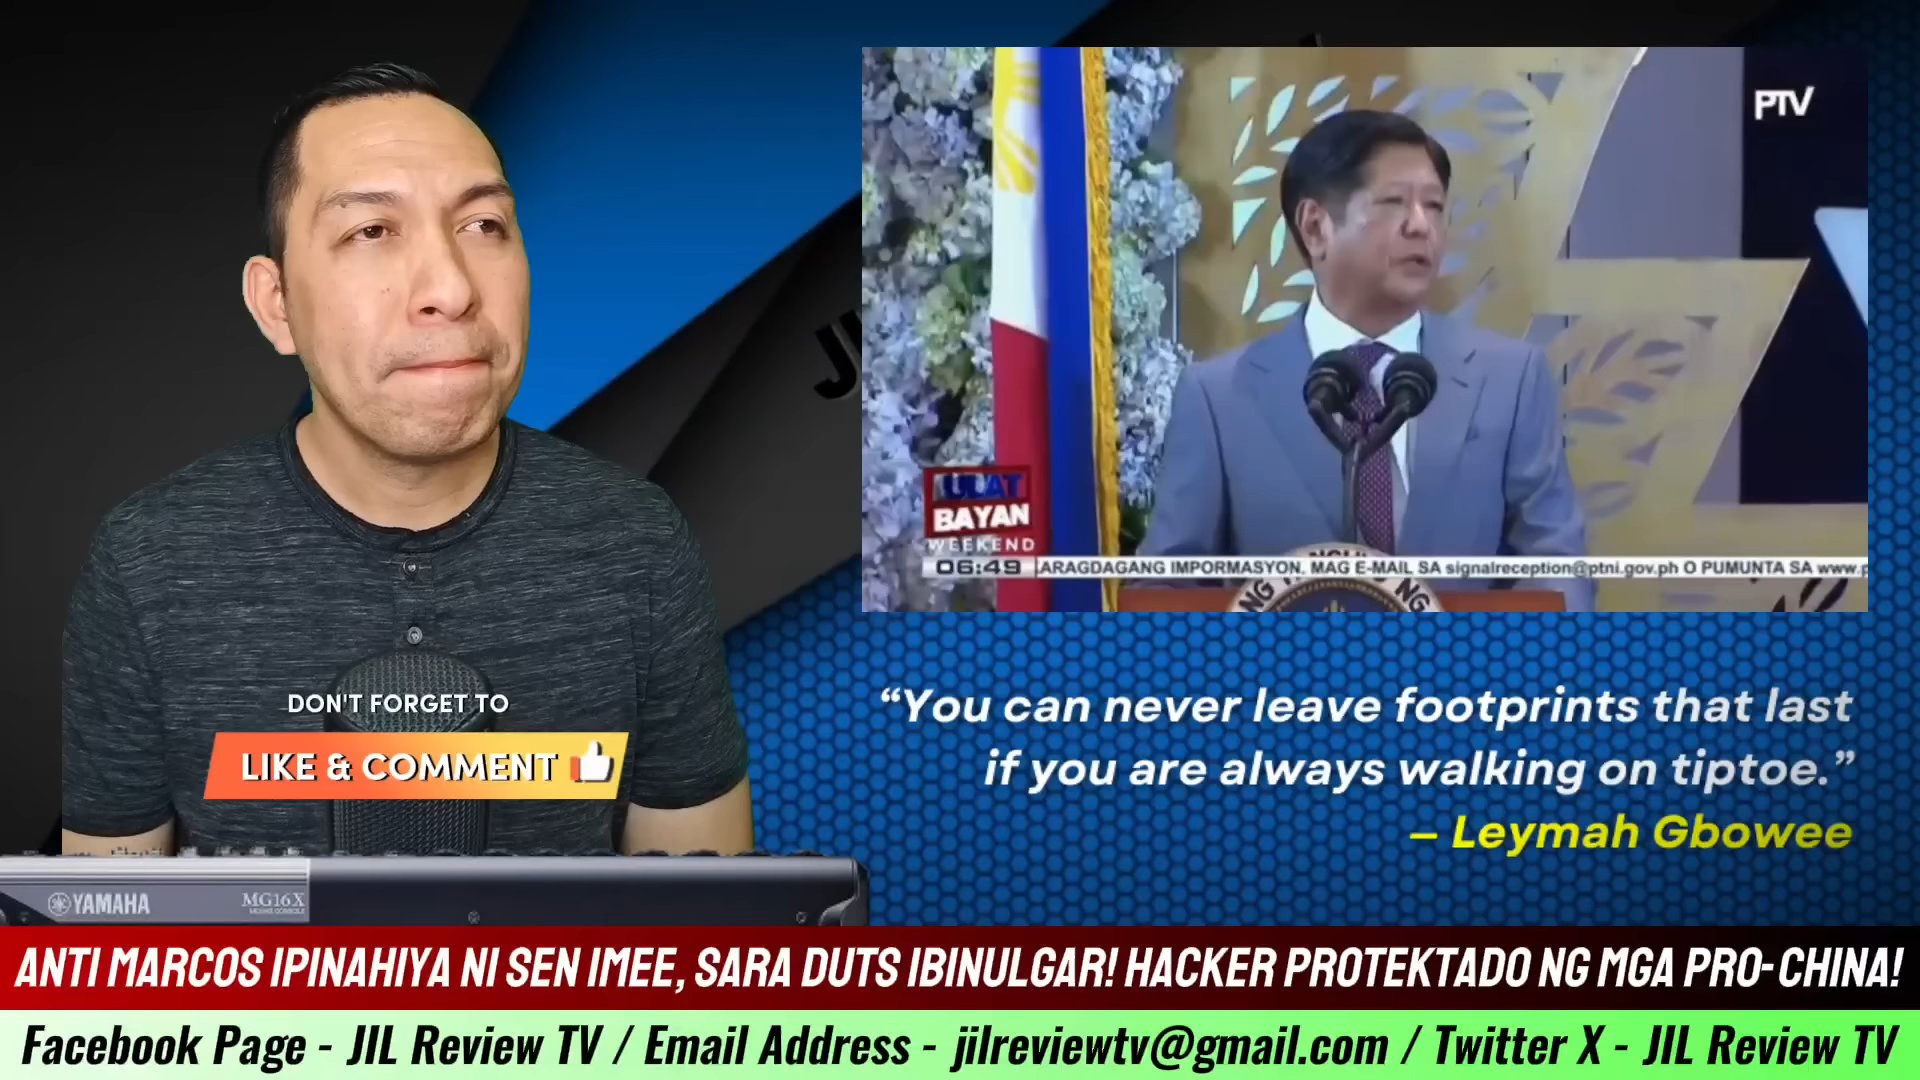 PTV
ULAT
BAYAN
WEEKEND
06:49 ARAGDAGANG IMPORMASYON, MAG E-MAIL SA signalreception@ptni.gov.ph O PUMUNTA SA www.
“You can never leave footprints that last
if you are always walking on tiptoe.”
– Leymah Gbowee
DON'T FORGET TO
LIKE & COMMENT
YAMAHA MG16X
MIXING CONSOLE
ANTI MARCOS IPINAHIYA NI SEN IMEE, SARA DUTS IBINULGAR! HACKER PROTEKTADO NG MGA PRO-CHINA!
Facebook Page - JIL Review TV / Email Address - jilreviewtv@gmail.com / Twitter X - JIL Review TV